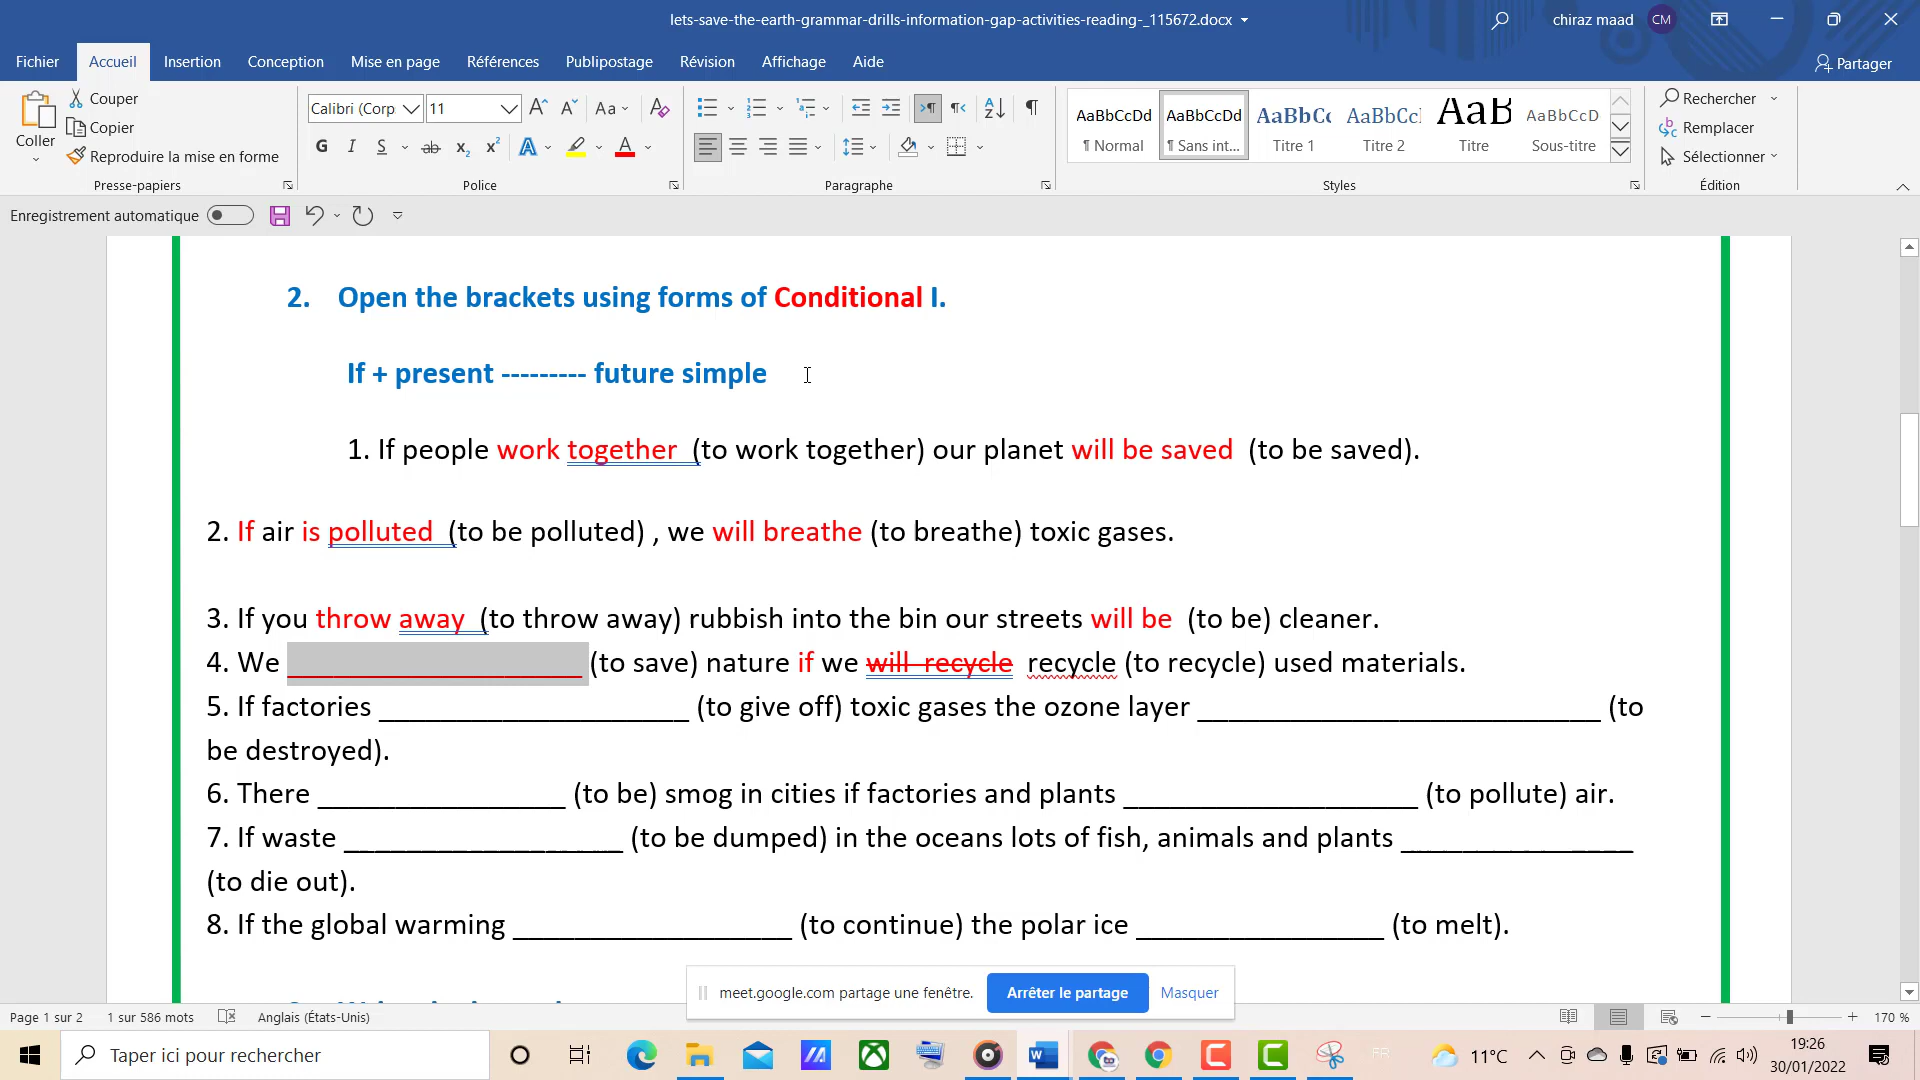 lets-save-the-earth-grammar-drills-information-gap-activities-reading-_115672.docx
chiraz maad
CM
Fichier Accueil Insertion Conception Mise en page Références Publipostage Révision Affichage Aide
Partager
Coller
Couper
Copier
Reproduire la mise en forme
Presse-papiers
Calibri (Corp
11
Aa
G I S ab x₂ x² A A
Police
Paragraphe
AaBbCcDd AaBbCcDd AaBbCc AaBbCcI AaB AaBbCcD
¶ Normal ¶ Sans int... Titre 1 Titre 2 Titre Sous-titre
Styles
Rechercher
Remplacer
Sélectionner
Édition
Enregistrement automatique
2. Open the brackets using forms of Conditional I.
If + present --------- future simple
1. If people work together (to work together) our planet will be saved (to be saved).
2. If air is polluted (to be polluted) , we will breathe (to breathe) toxic gases.
3. If you throw away (to throw away) rubbish into the bin our streets will be (to be) cleaner.
4. We ___________________ (to save) nature if we will recycle recycle (to recycle) used materials.
5. If factories ____________________ (to give off) toxic gases the ozone layer __________________________ (to
be destroyed).
6. There ________________ (to be) smog in cities if factories and plants ___________________ (to pollute) air.
7. If waste __________________ (to be dumped) in the oceans lots of fish, animals and plants _______________
(to die out).
8. If the global warming __________________ (to continue) the polar ice ________________ (to melt).
meet.google.com partage une fenêtre. Arrêter le partage Masquer
Page 1 sur 2 1 sur 586 mots Anglais (États-Unis)
170 %
Taper ici pour rechercher
FR
11°C
19:26
30/01/2022